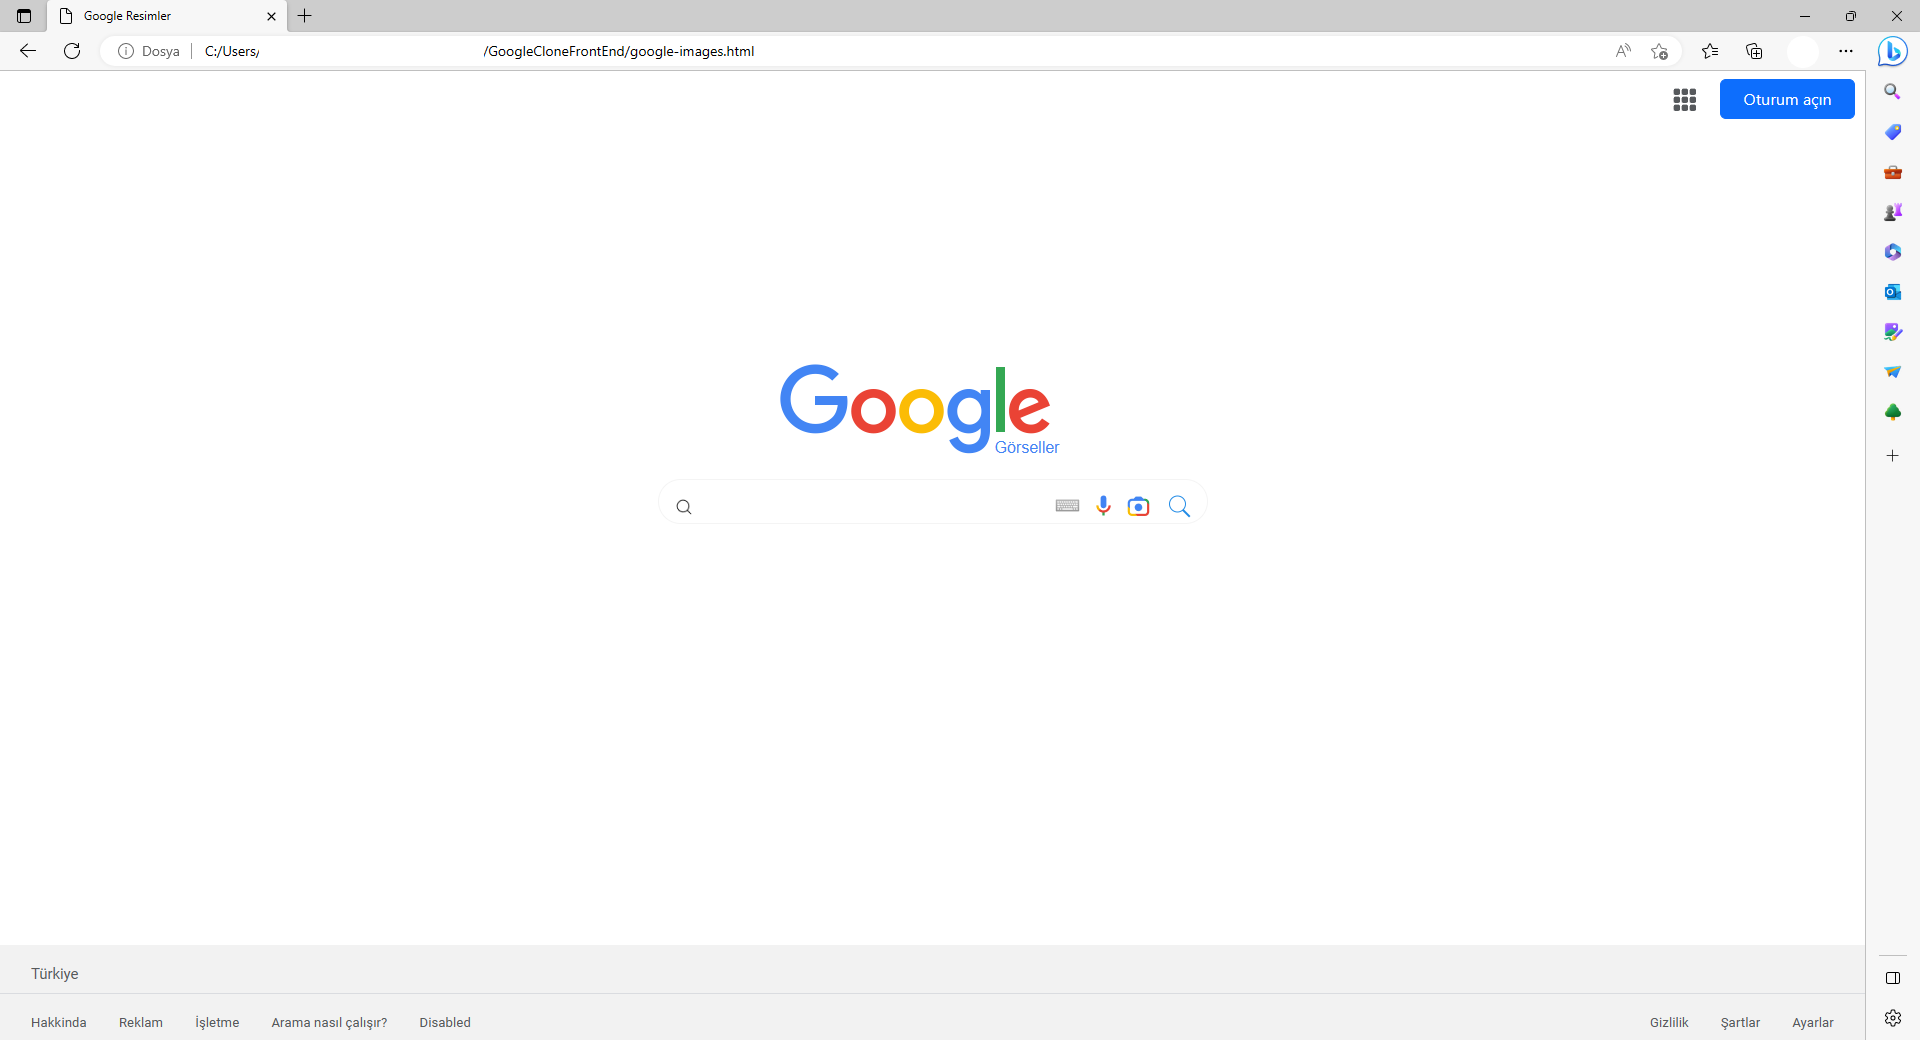 Google Resimler
Dosya C:/Users/ /GoogleCloneFrontEnd/google-images.html
Oturum açın
Google
Görseller
Türkiye
Hakkinda Reklam İşletme Arama nasıl çalışır? Disabled Gizlilik Şartlar Ayarlar